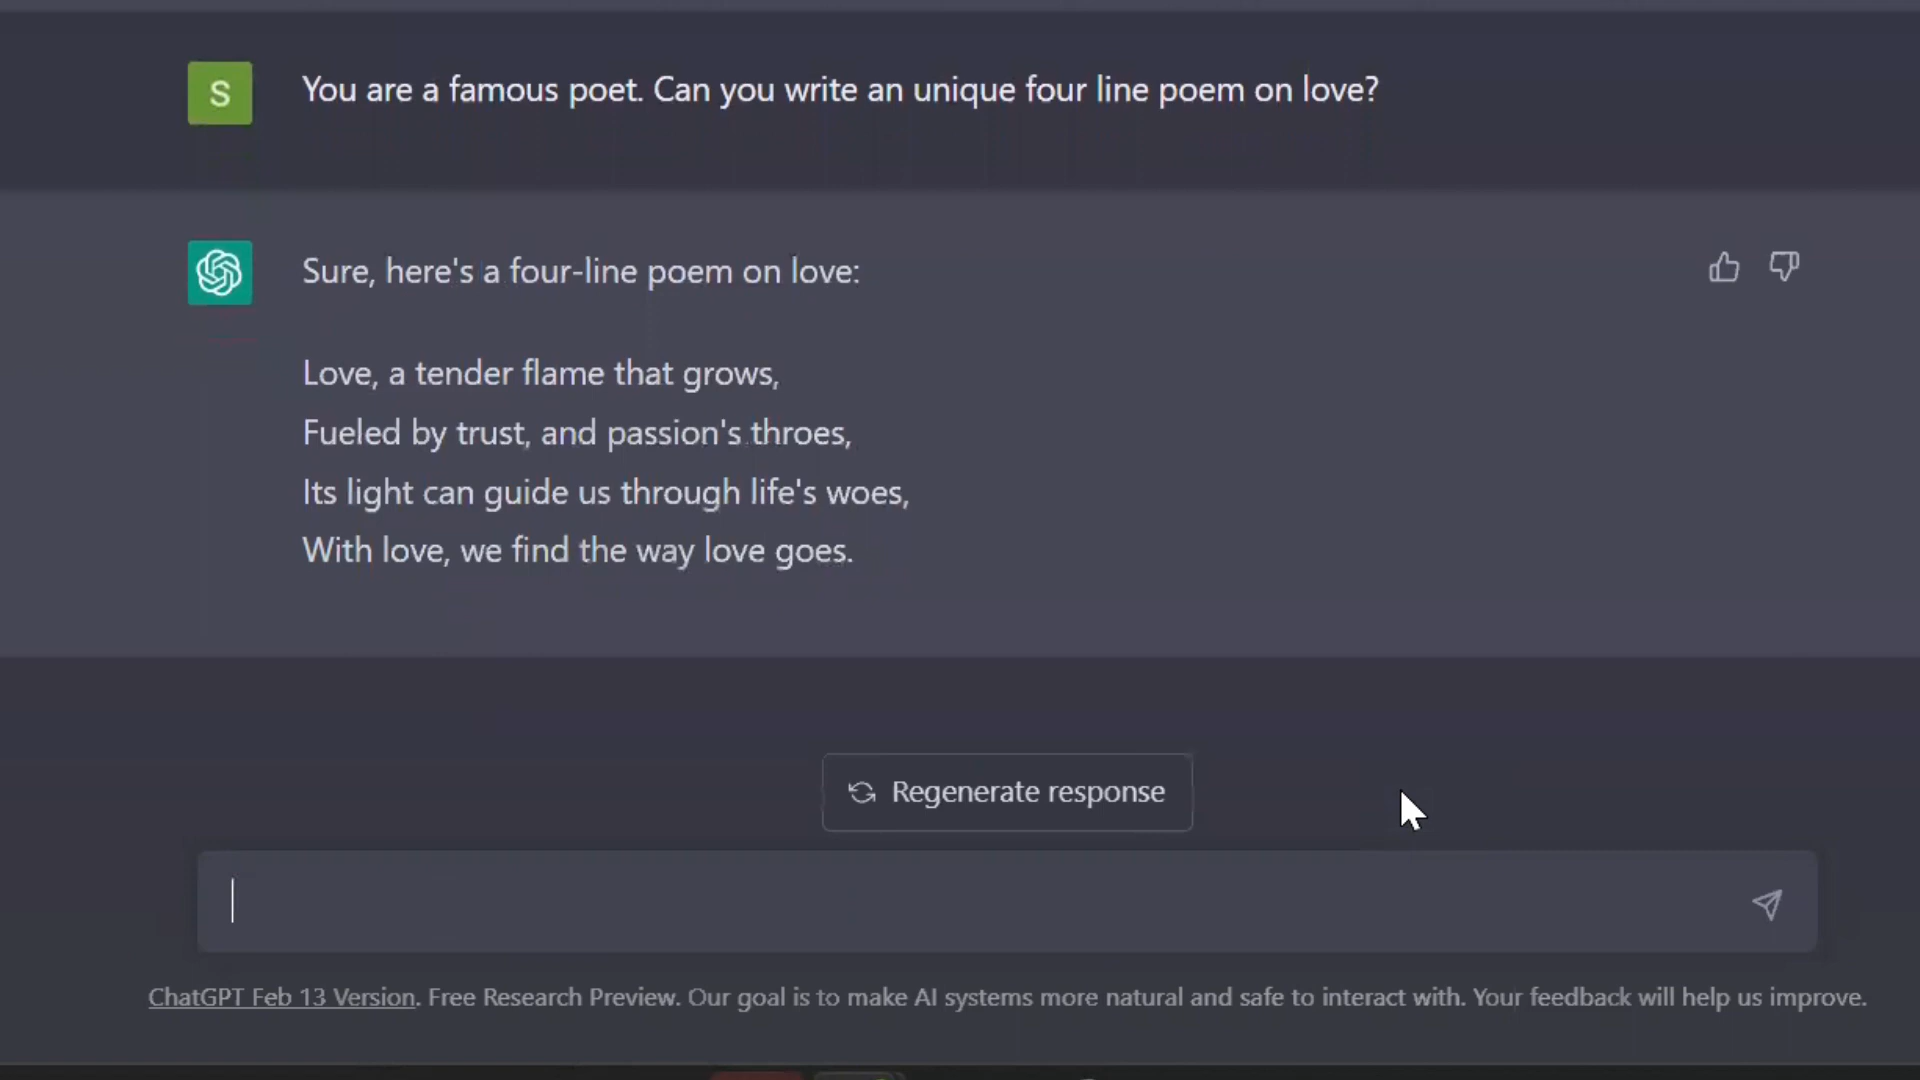 S
You are a famous poet. Can you write an unique four line poem on love?
Sure, here's a four-line poem on love:
Love, a tender flame that grows,
Fueled by trust, and passion's throes,
Its light can guide us through life's woes,
With love, we find the way love goes.
Regenerate response
ChatGPT Feb 13 Version. Free Research Preview. Our goal is to make AI systems more natural and safe to interact with. Your feedback will help us improve.